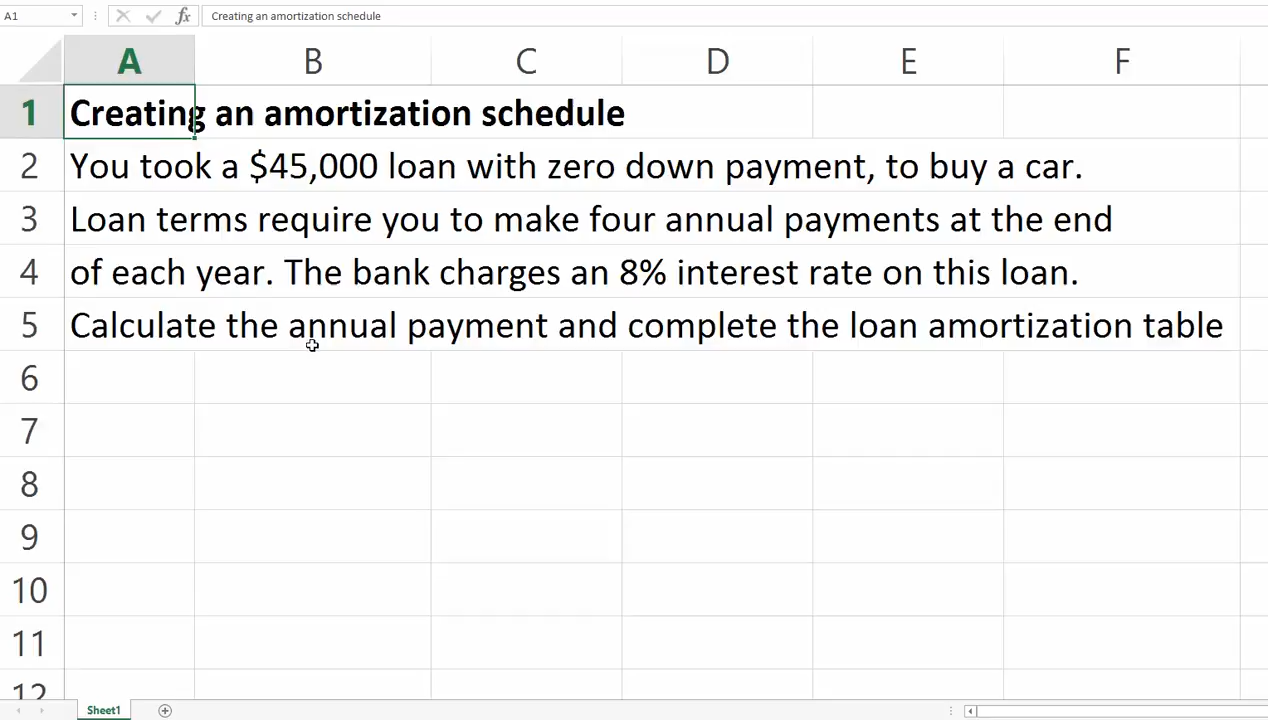 A1 fx Creating an amortization schedule
A B C D E F
1 Creating an amortization schedule
2 You took a $45,000 loan with zero down payment, to buy a car.
3 Loan terms require you to make four annual payments at the end
4 of each year. The bank charges an 8% interest rate on this loan.
5 Calculate the annual payment and complete the loan amortization table
6
7
8
9
10
11
12
Sheet1